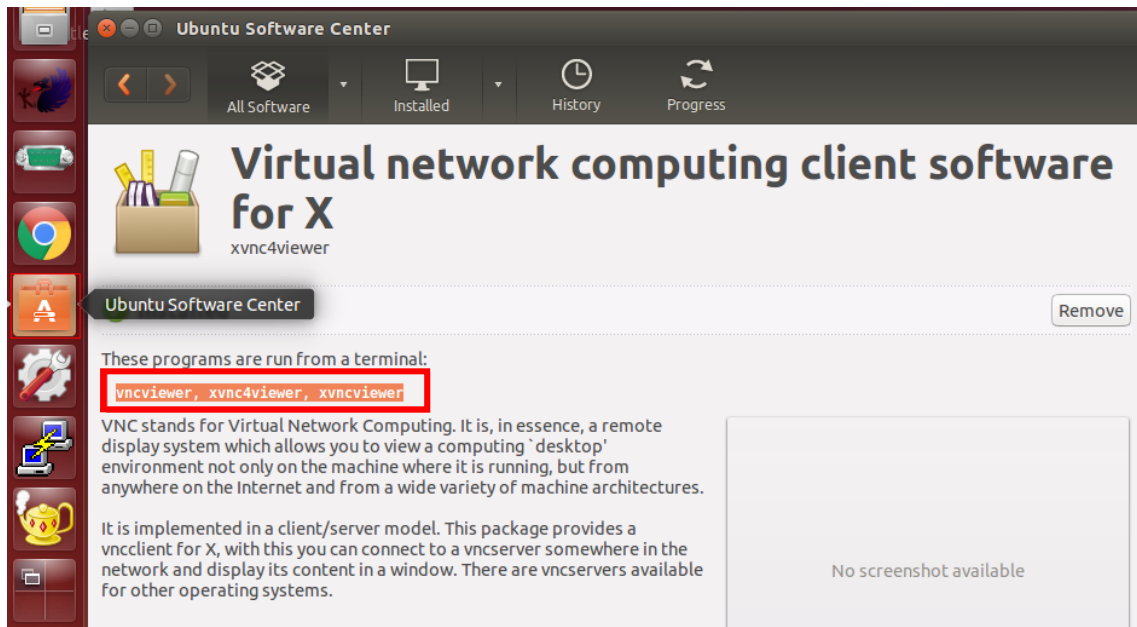 tle
Ubuntu Software Center
All Software
Installed
History
Progress
Virtual network computing client software
for X
xvnc4viewer
Ubuntu Software Center
Remove
These programs are run from a terminal:
vncviewer, xvnc4viewer, xvncviewer
VNC stands for Virtual Network Computing. It is, in essence, a remote
display system which allows you to view a computing `desktop'
environment not only on the machine where it is running, but from
anywhere on the Internet and from a wide variety of machine architectures.
It is implemented in a client/server model. This package provides a
vncclient for X, with this you can connect to a vncserver somewhere in the
network and display its content in a window. There are vncservers available
for other operating systems.
No screenshot available